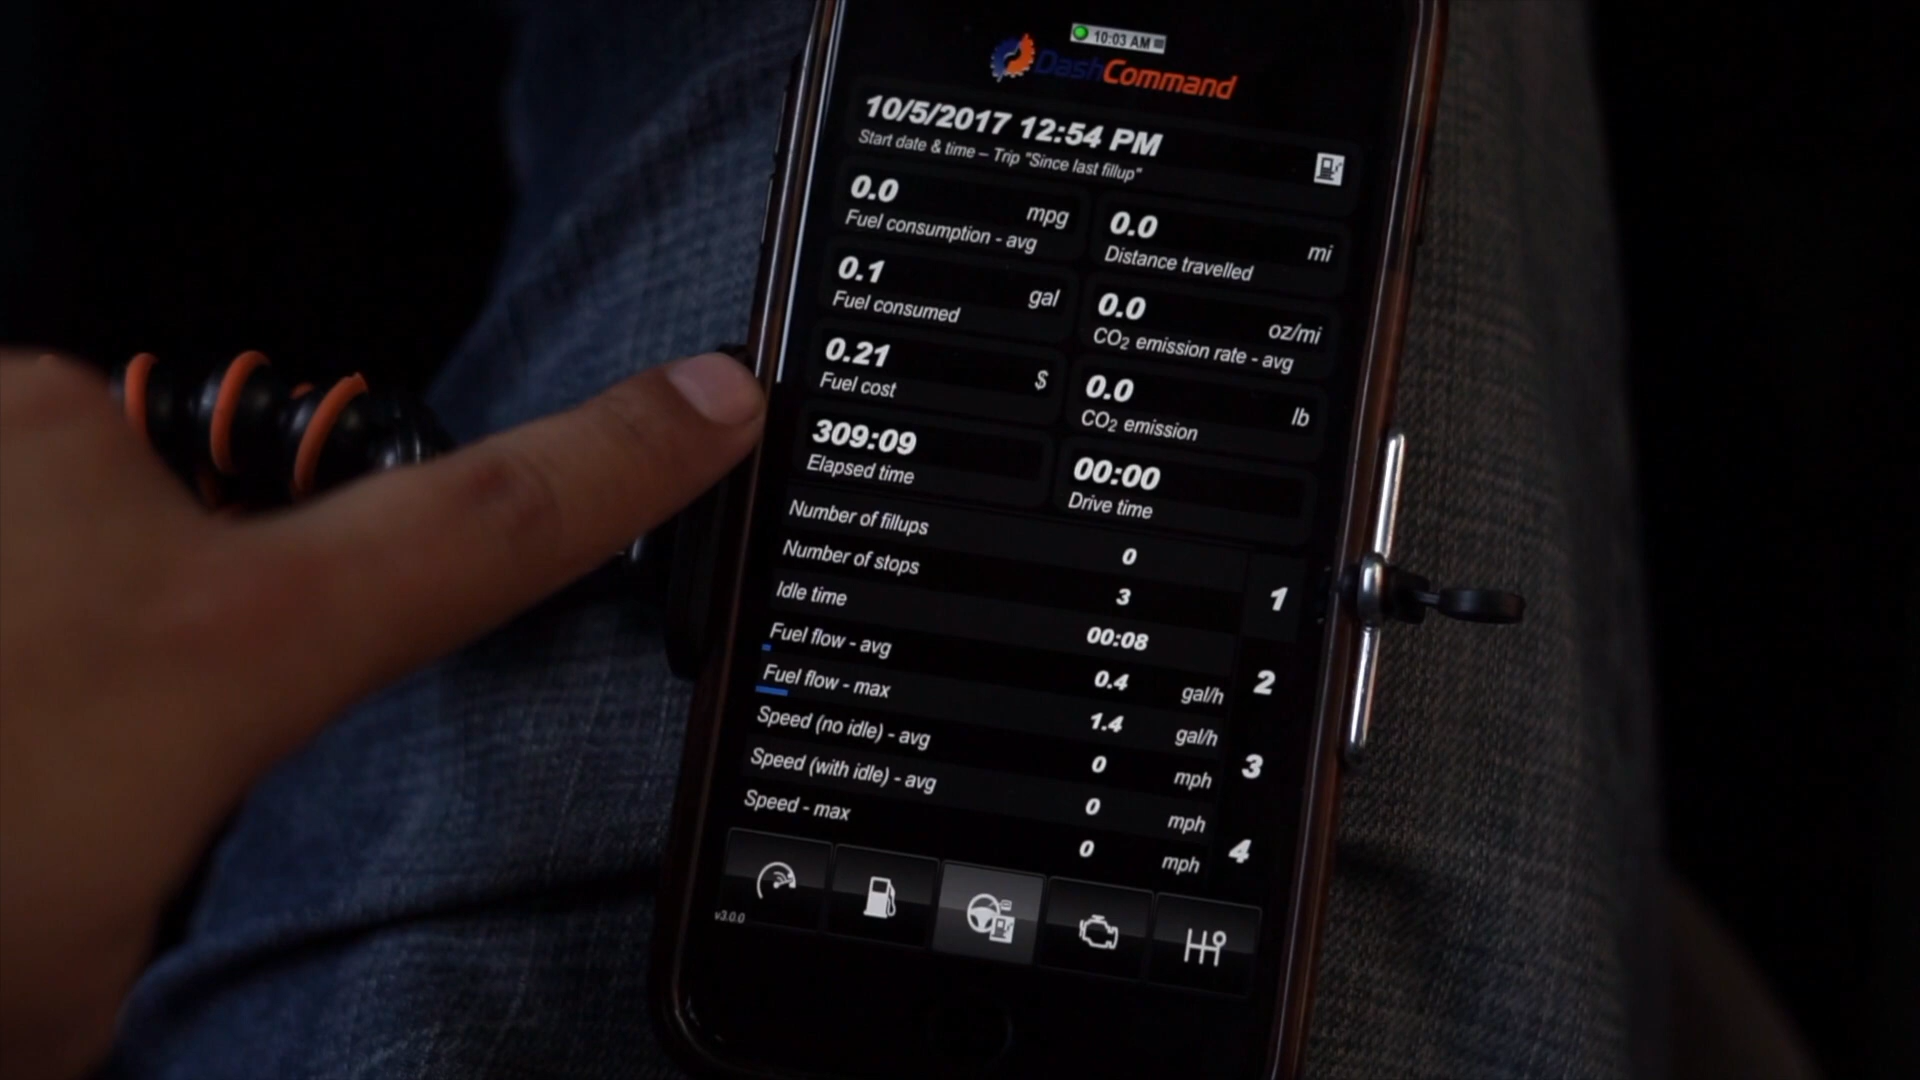 10:03 AM
DashCommand
10/5/2017 12:54 PM
Start date & time – Trip "Since last fillup"
0.0 mpg
Fuel consumption - avg
0.0 mi
Distance travelled
0.1 gal
Fuel consumed
0.0 oz/mi
CO2 emission rate - avg
0.21 $
Fuel cost
0.0 lb
CO2 emission
309:09
Elapsed time
00:00
Drive time
Number of fillups 0
Number of stops 3
Idle time 00:08
Fuel flow - avg 0.4 gal/h
Fuel flow - max 1.4 gal/h
Speed (no idle) - avg 0 mph
Speed (with idle) - avg 0 mph
Speed - max 0 mph
1
2
3
4
v3.0.0